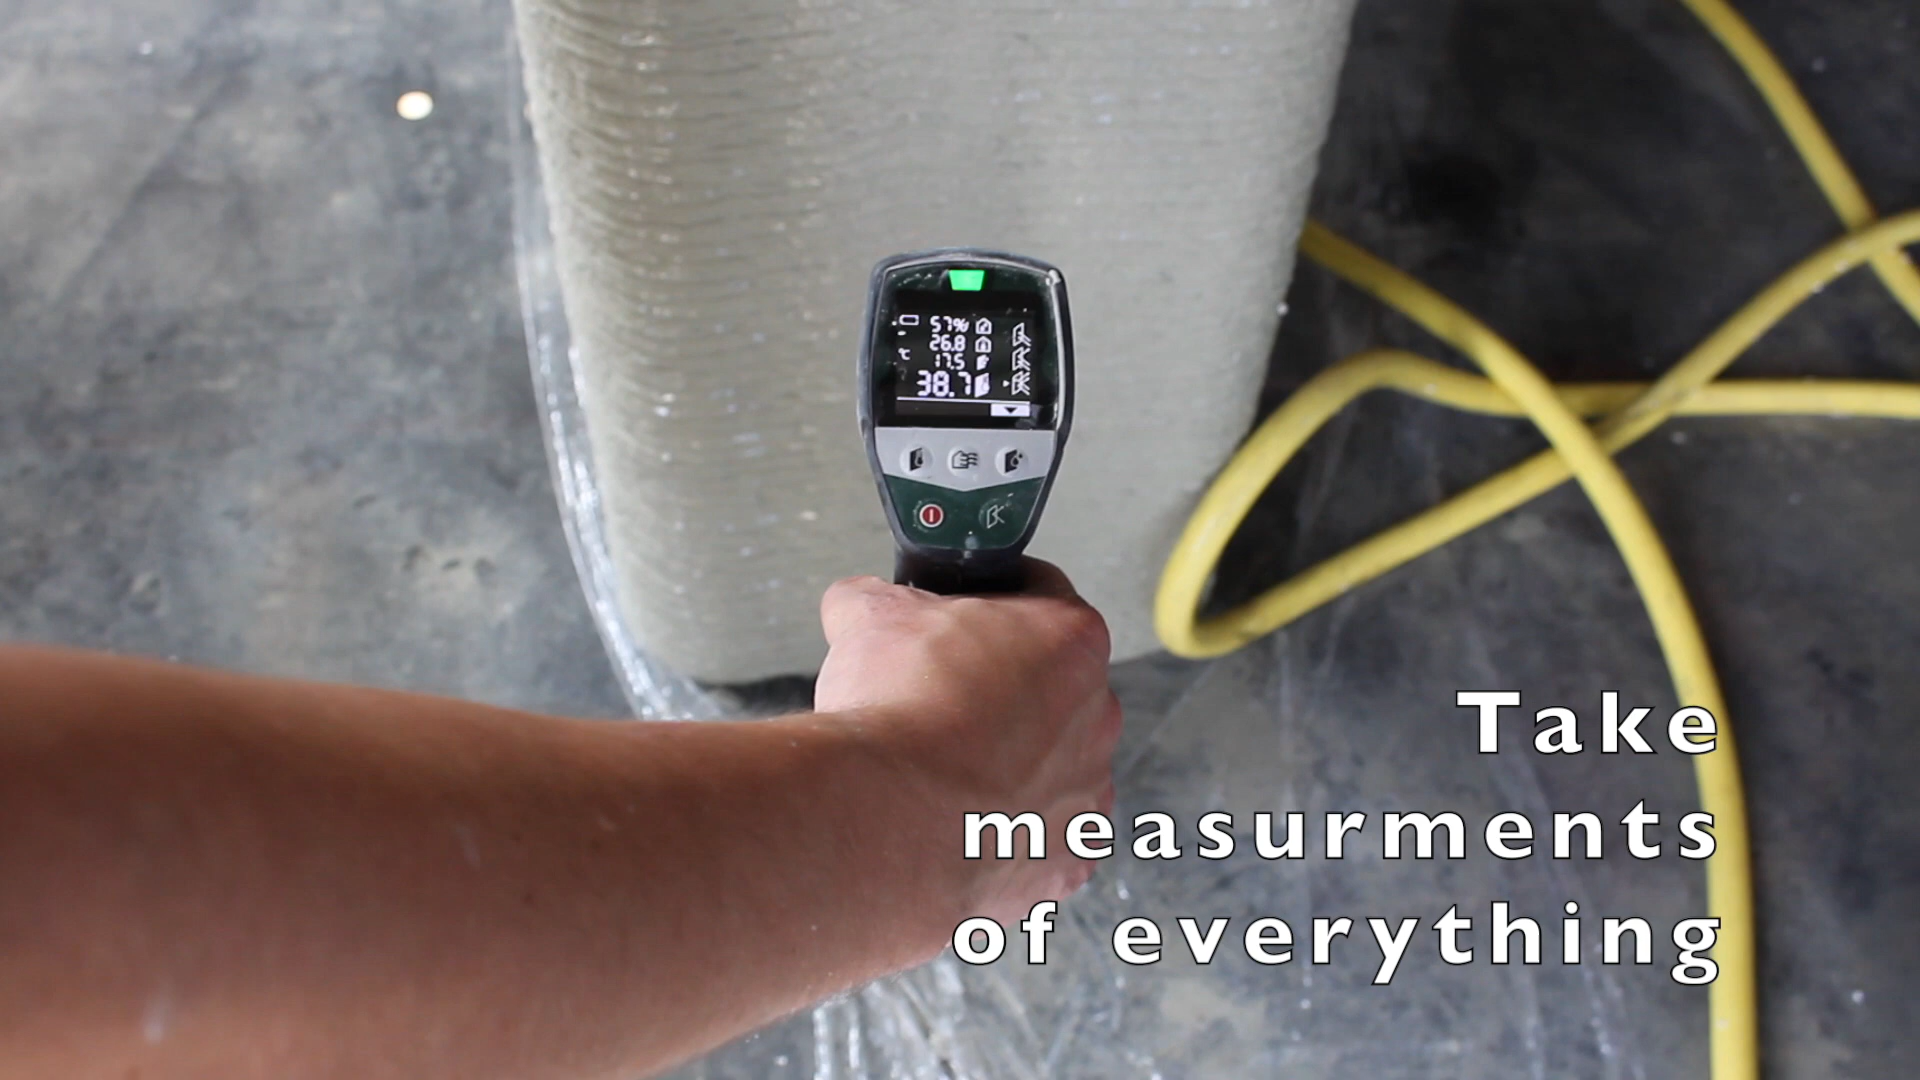 57%
26.8
°C 17.5
38.7
Take
measurments
of everything